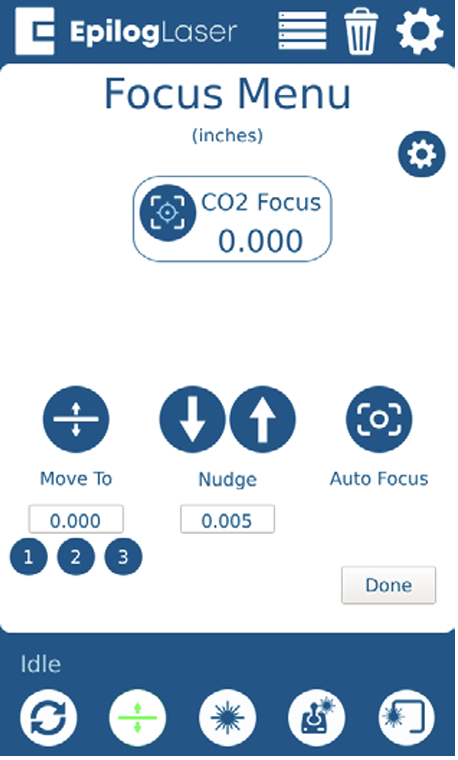 EpilogLaser
Focus Menu
(inches)
CO2 Focus
0.000
Move To
Nudge
Auto Focus
0.000
0.005
1 2 3
Done
Idle